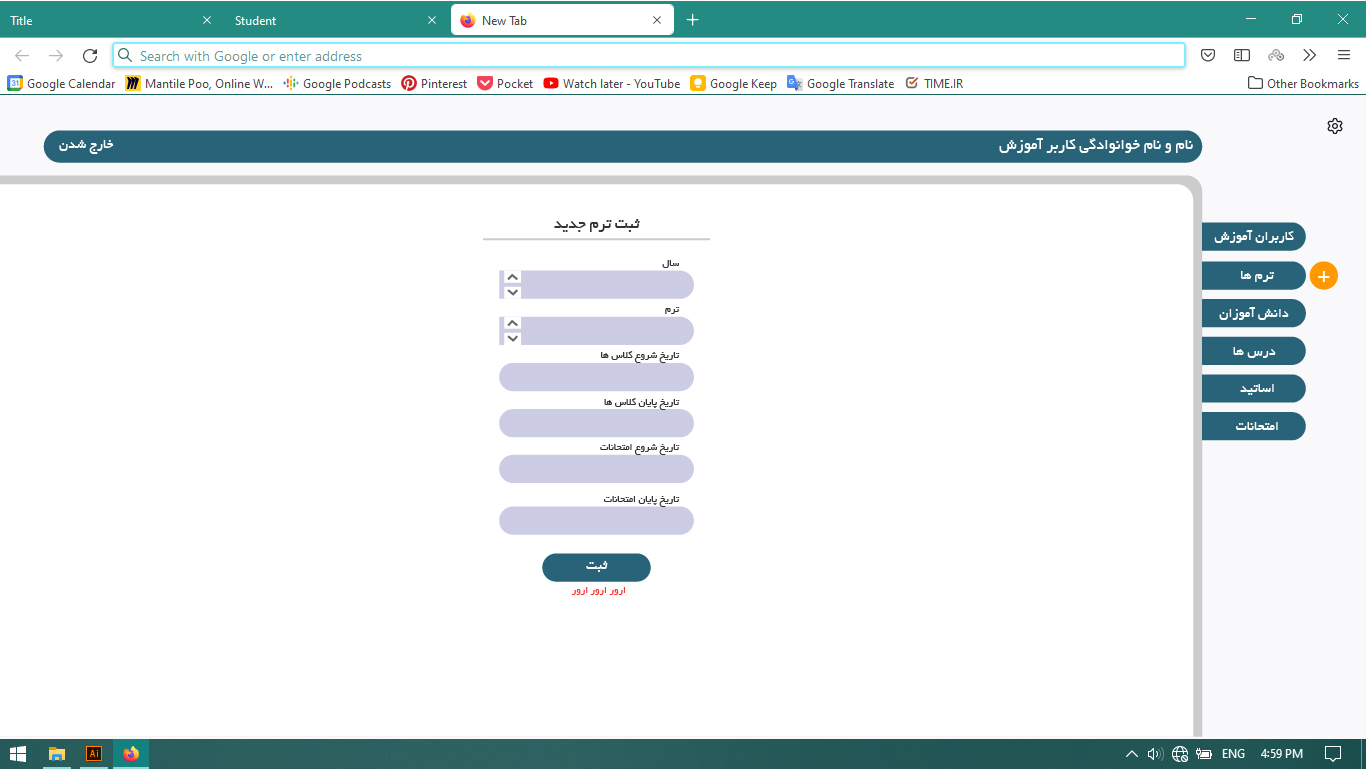 Title
Student
New Tab
Search with Google or enter address
31 Google Calendar
Mantile Poo, Online W...
Google Podcasts
Pinterest
Pocket
Watch later - YouTube
Google Keep
Google Translate
TIME.IR
Other Bookmarks
نام و نام خوانوادگی کاربر آموزش
خارج شدن
کاربران آموزش
ترم ها
+
دانش آموزان
درس ها
اساتید
امتحانات
ثبت ترم جدید
سال
ترم
تاریخ شروع کلاس ها
تاریخ پایان کلاس ها
تاریخ شروع امتحانات
تاریخ پایان امتحانات
ثبت
ارور ارور ارور
Ai
ENG
4:59 PM